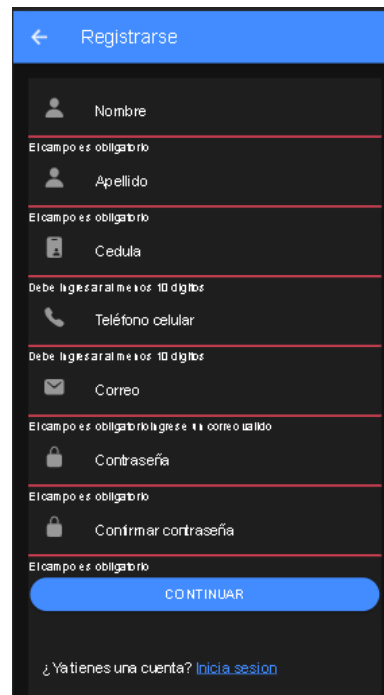 Registrarse
Nombre
El campo es obligatorio
Apellido
El campo es obligatorio
Cedula
Debe ingresar al menos 10 digitos
Teléfono celular
Debe ingresar al menos 10 digitos
Correo
El campo es obligatorioIngrese un correo valido
Contraseña
El campo es obligatorio
Confirmar contraseña
El campo es obligatorio
CONTINUAR
¿Ya tienes una cuenta? Inicia sesion